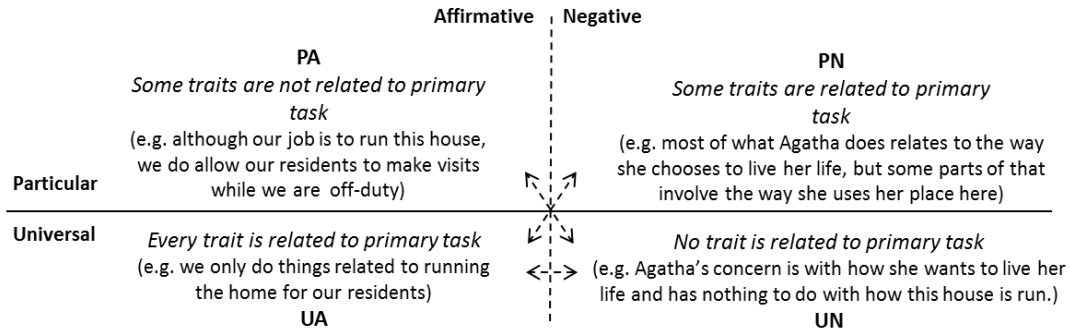 Affirmative Negative
PA
Some traits are not related to primary
task
(e.g. although our job is to run this house,
we do allow our residents to make visits
while we are off-duty)
PN
Some traits are related to primary
task
(e.g. most of what Agatha does relates to the way
she chooses to live her life, but some parts of that
involve the way she uses her place here)
Particular
Universal
Every trait is related to primary task
(e.g. we only do things related to running
the home for our residents)
UA
No trait is related to primary task
(e.g. Agatha's concern is with how she wants to live her
life and has nothing to do with how this house is run.)
UN